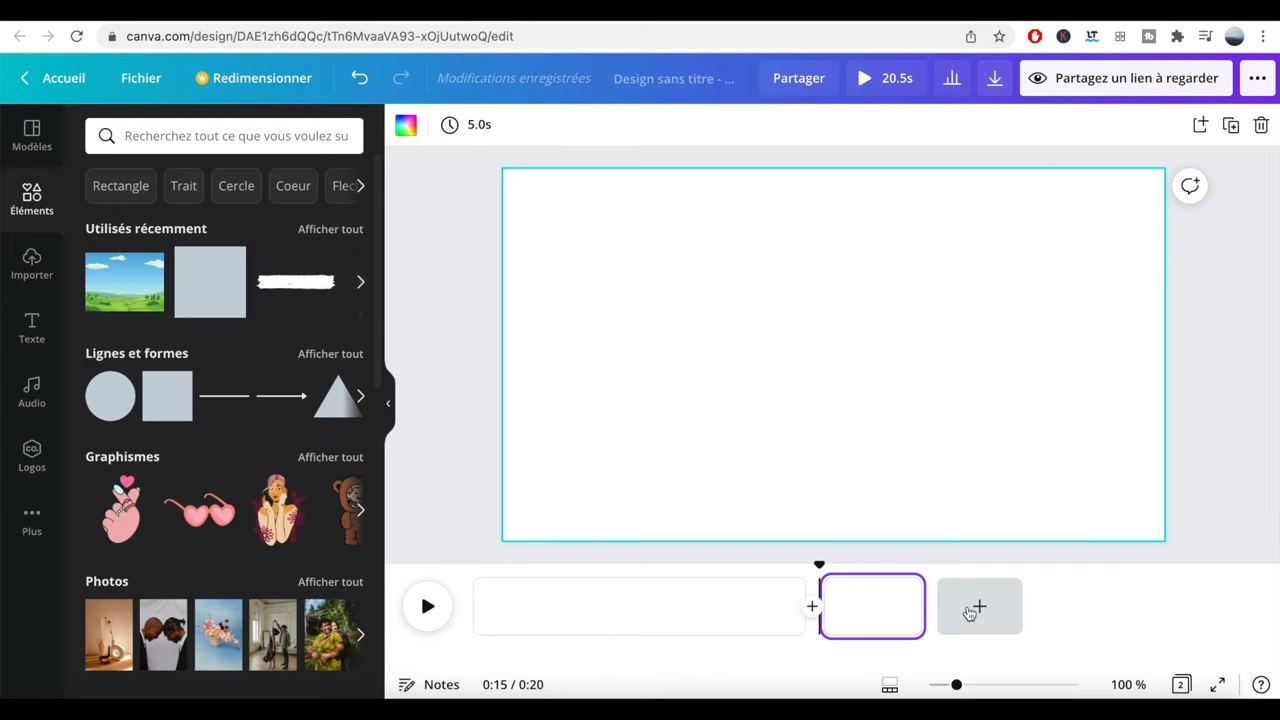 canva.com/design/DAE1zh6dQQc/tTn6MvaaVA93-xOjUutwoQ/edit
Accueil
Fichier
Redimensionner
Modifications enregistrées
Design sans titre - ...
Partager
20.5s
Partagez un lien à regarder
5.0s
Modèles
Éléments
Importer
Texte
Audio
CO.
Logos
Plus
Recherchez tout ce que vous voulez su
Rectangle
Trait
Cercle
Coeur
Flec
Utilisés récemment
Afficher tout
Lignes et formes
Afficher tout
Graphismes
Afficher tout
Photos
Afficher tout
Notes
0:15 / 0:20
100 %
2